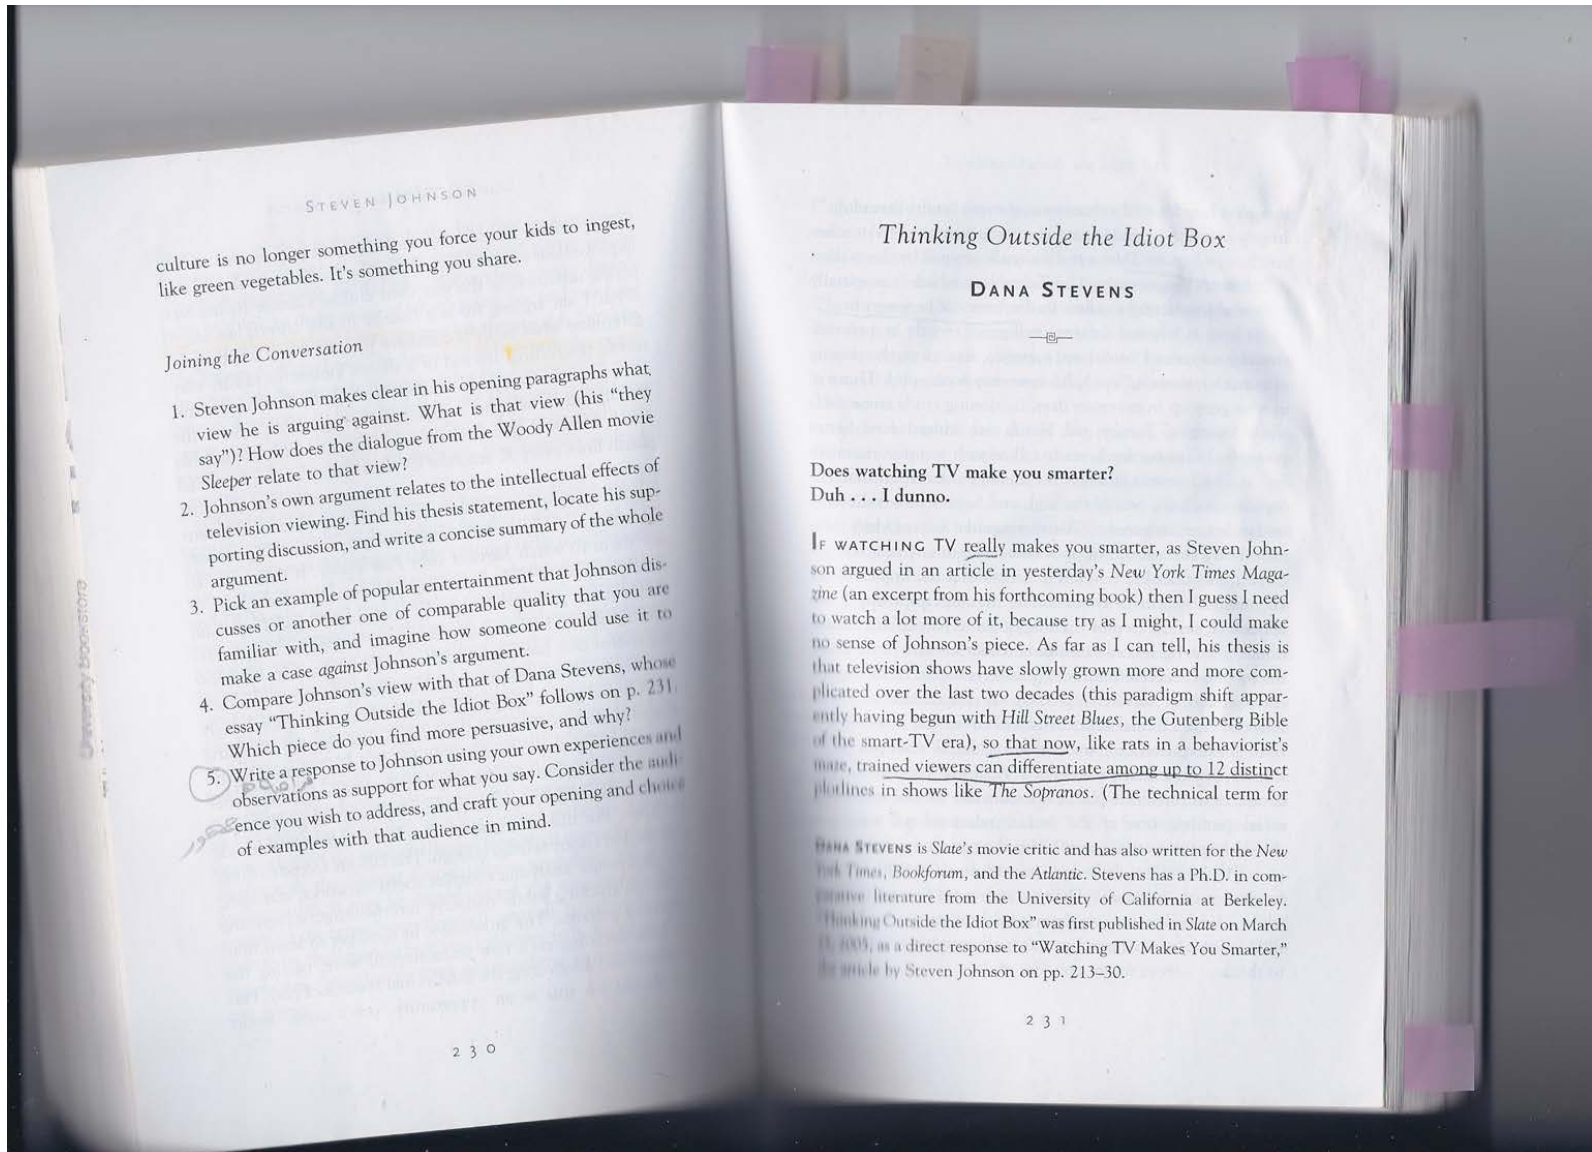 STEVEN JOHNSON
culture is no longer something you force your kids to ingest,
like green vegetables. It's something you share.
Joining the Conversation
1. Steven Johnson makes clear in his opening paragraphs what
view he is arguing against. What is that view (his "they
say")? How does the dialogue from the Woody Allen movie
Sleeper relate to that view?
2. Johnson's own argument relates to the intellectual effects of
television viewing. Find his thesis statement, locate his sup-
porting discussion, and write a concise summary of the whole
argument.
3. Pick an example of popular entertainment that Johnson dis-
cusses or another one of comparable quality that you are
familiar with, and imagine how someone could use it to
make a case against Johnson's argument.
4. Compare Johnson's view with that of Dana Stevens, whose
essay "Thinking Outside the Idiot Box" follows on p. 231.
Which piece do you find more persuasive, and why?
5. Write a response to Johnson using your own experiences and
observations as support for what you say. Consider the audi-
ence you wish to address, and craft your opening and choice
of examples with that audience in mind.
230
University Bookstore
Thinking Outside the Idiot Box
DANA STEVENS
Does watching TV make you smarter?
Duh . . . I dunno.
IF WATCHING TV really makes you smarter, as Steven John-
son argued in an article in yesterday's New York Times Maga-
zine (an excerpt from his forthcoming book) then I guess I need
to watch a lot more of it, because try as I might, I could make
no sense of Johnson's piece. As far as I can tell, his thesis is
that television shows have slowly grown more and more com-
plicated over the last two decades (this paradigm shift appar-
ently having begun with Hill Street Blues, the Gutenberg Bible
of the smart-TV era), so that now, like rats in a behaviorist's
maze, trained viewers can differentiate among up to 12 distinct
plotlines in shows like The Sopranos. (The technical term for
DANA STEVENS is Slate's movie critic and has also written for the New
York Times, Bookforum, and the Atlantic. Stevens has a Ph.D. in com-
parative literature from the University of California at Berkeley.
"Thinking Outside the Idiot Box" was first published in Slate on March
2005, as a direct response to "Watching TV Makes You Smarter,"
the article by Steven Johnson on pp. 213–30.
231